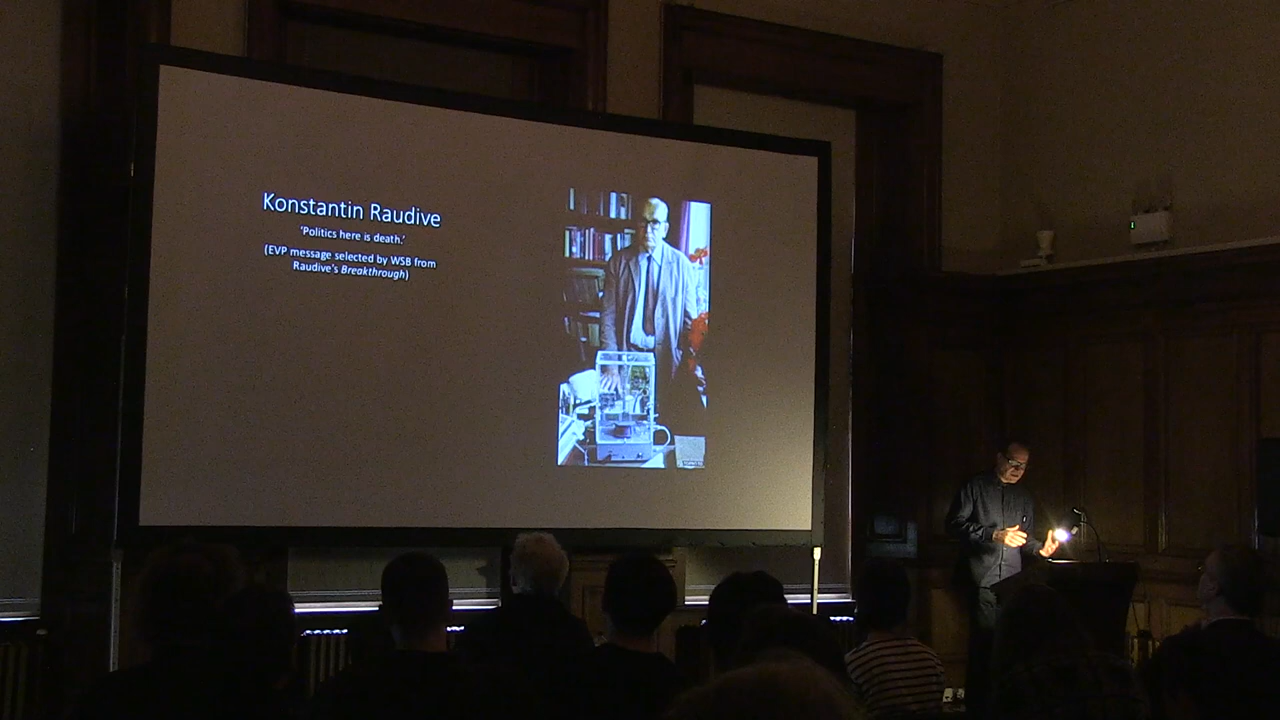 Konstantin Raudive
‘Politics here is death.’
(EVP message selected by WSB from
Raudive’s Breakthrough)